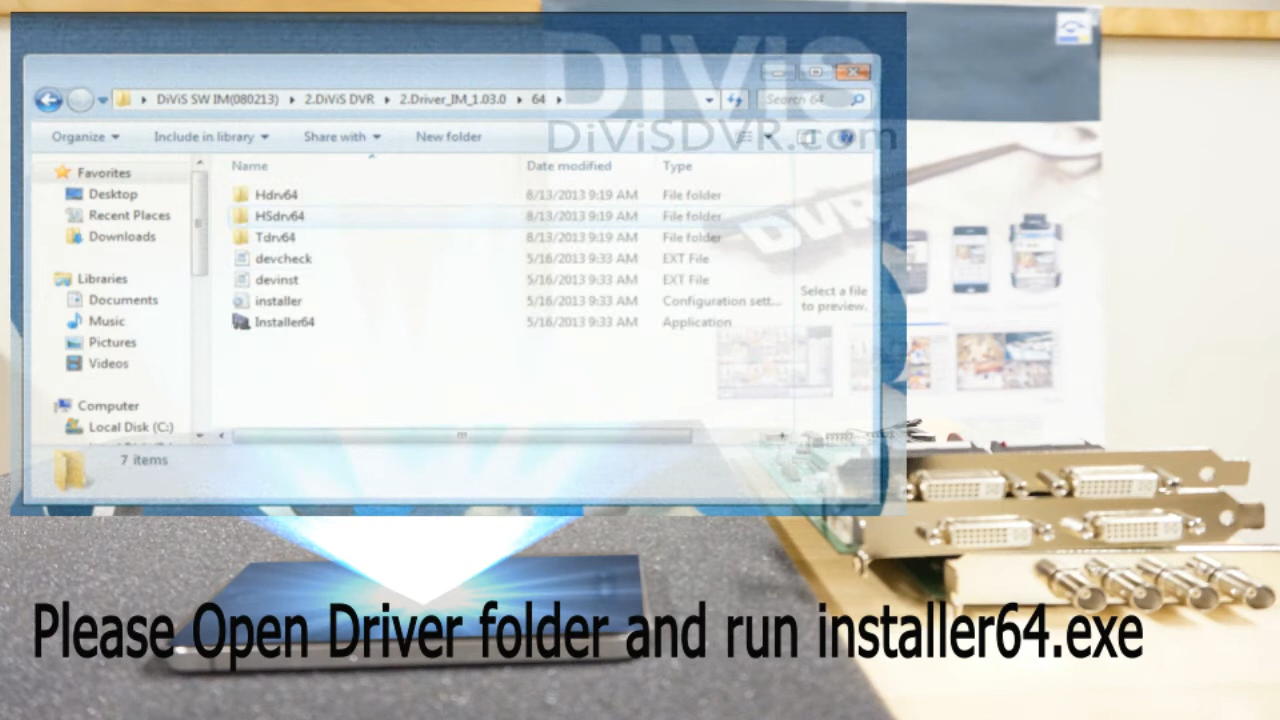 DiViS
DiViSDVR.com
DiViS SW IM(080213) 2.DiViS DVR 2.Driver_IM_1.03.0 64
Search 64
Organize Include in library Share with New folder
Name Date modified Type
Favorites
Desktop
Recent Places
Downloads
Libraries
Documents
Music
Pictures
Videos
Computer
Local Disk (C:)
Hdrv64 8/13/2013 9:19 AM File folder
HSdrv64 8/13/2013 9:19 AM File folder
Tdrv64 8/13/2013 9:19 AM File folder
devcheck 5/16/2013 9:33 AM EXT File
devinst 5/16/2013 9:33 AM EXT File
installer 5/16/2013 9:33 AM Configuration sett...
Installer64 5/16/2013 9:33 AM Application
Select a file
to preview.
DVR
7 items
Please Open Driver folder and run installer64.exe